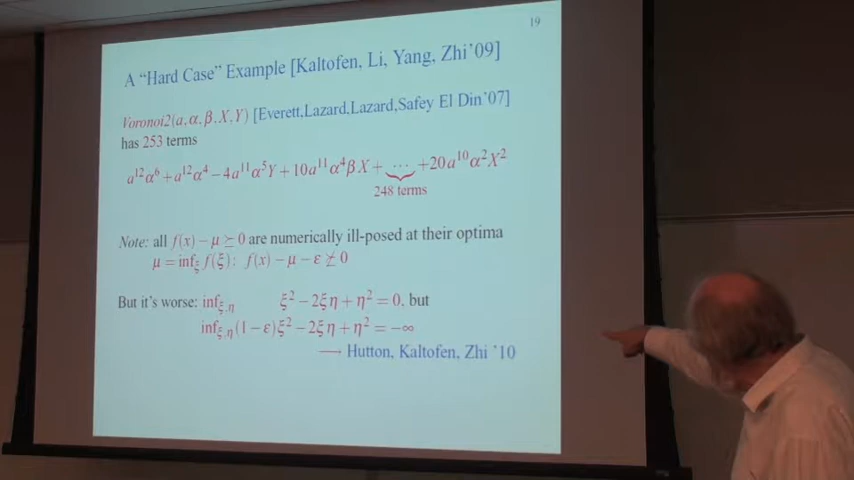 19
A "Hard Case" Example [Kaltofen, Li, Yang, Zhi '09]
Voronoi2(a, α, β, X, Y) [Everett, Lazard, Lazard, Safey El Din '07]
has 253 terms
a¹²α⁶ + a¹²α⁴ − 4a¹¹α⁵Y + 10a¹¹α⁴βX + ⋯ + 20a¹⁰α²X²
248 terms
Note: all f(x) − μ ⪰ 0 are numerically ill-posed at their optima
μ = inf_ξ f(ξ): f(x) − μ − ε ⋡ 0
But it's worse: inf_ξ,η ξ² − 2ξη + η² = 0, but
inf_ξ,η (1 − ε)ξ² − 2ξη + η² = −∞
⟶ Hutton, Kaltofen, Zhi '10